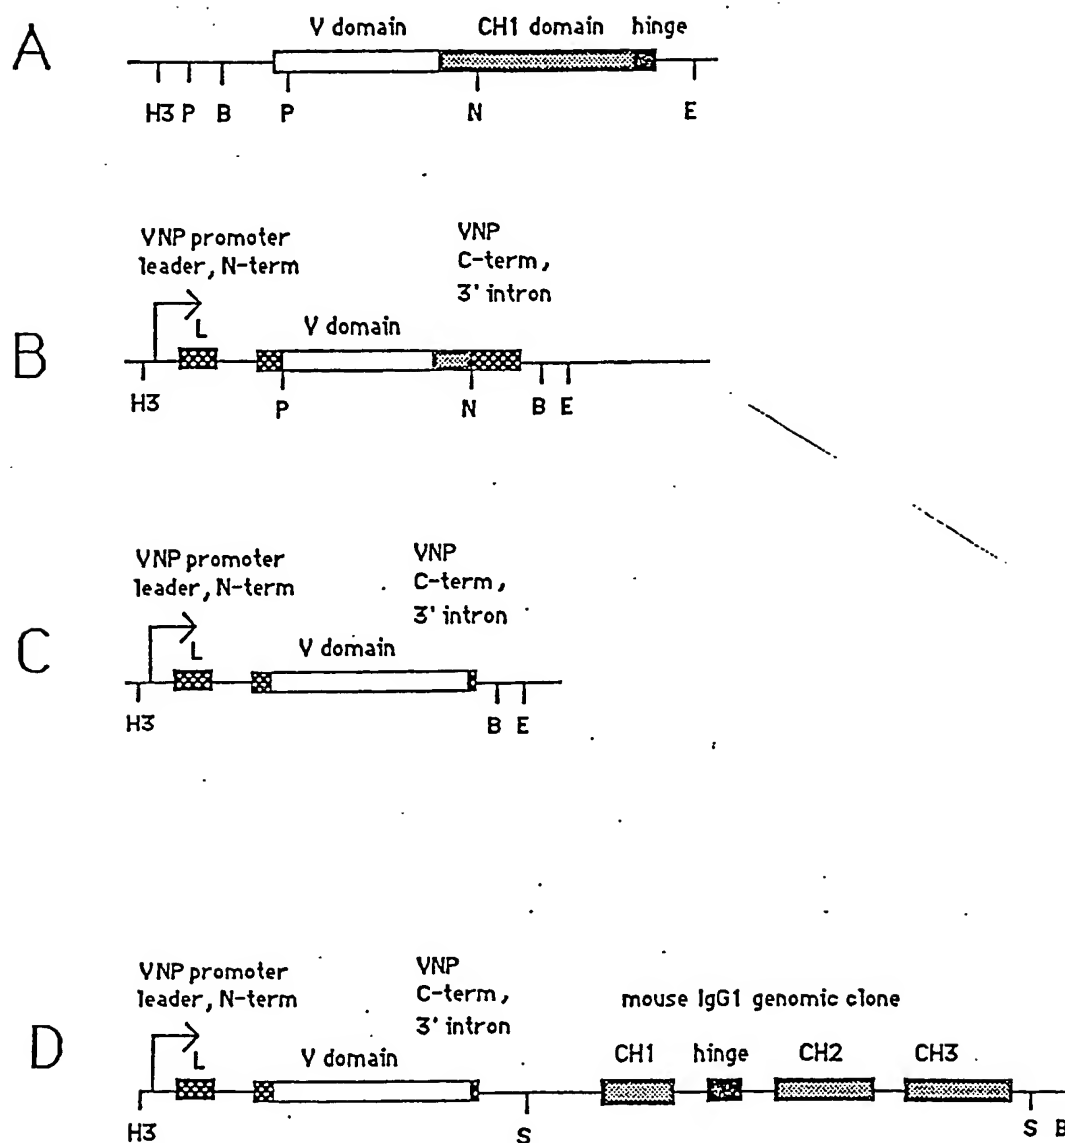 A
V domain CH1 domain hinge
H3 P B P N E
B
VNP promoter
leader, N-term
VNP
C-term,
3' intron
L
V domain
H3 P N B E
C
VNP promoter
leader, N-term
VNP
C-term,
3' intron
L
V domain
H3 B E
D
VNP promoter
leader, N-term
VNP
C-term,
3' intron
mouse IgG1 genomic clone
L
V domain
CH1 hinge CH2 CH3
H3 S S B